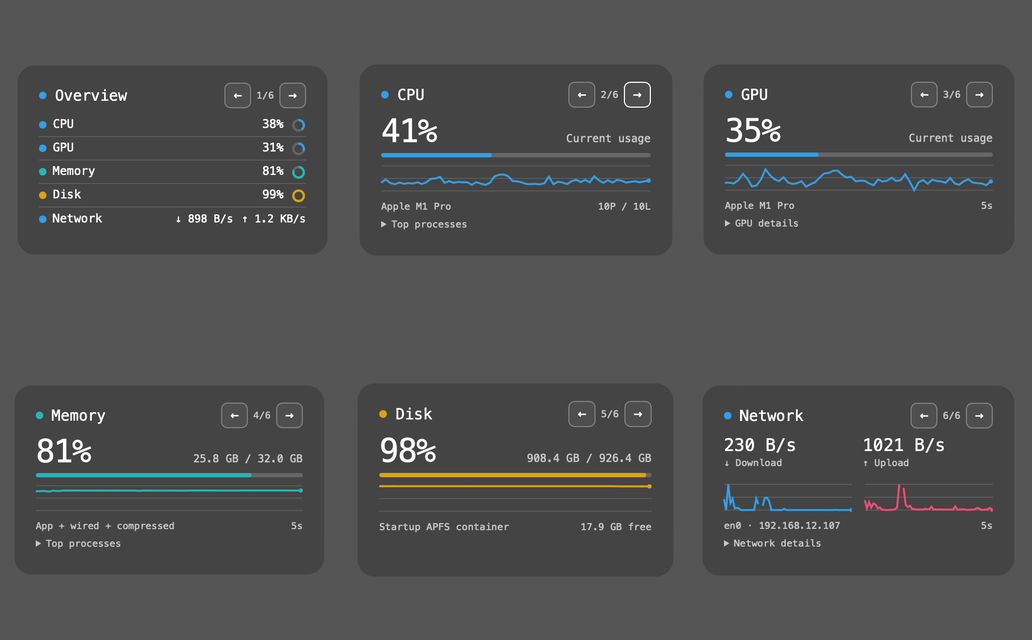 Overview ← 1/6 →
CPU 38%
GPU 31%
Memory 81%
Disk 99%
Network ↓ 898 B/s ↑ 1.2 KB/s
CPU ← 2/6 →
41% Current usage
Apple M1 Pro 10P / 10L
▶ Top processes
GPU ← 3/6 →
35% Current usage
Apple M1 Pro 5s
▶ GPU details
Memory ← 4/6 →
81% 25.8 GB / 32.0 GB
App + wired + compressed 5s
▶ Top processes
Disk ← 5/6 →
98% 908.4 GB / 926.4 GB
Startup APFS container 17.9 GB free
Network ← 6/6 →
230 B/s 1021 B/s
↓ Download ↑ Upload
en0 · 192.168.12.107 5s
▶ Network details